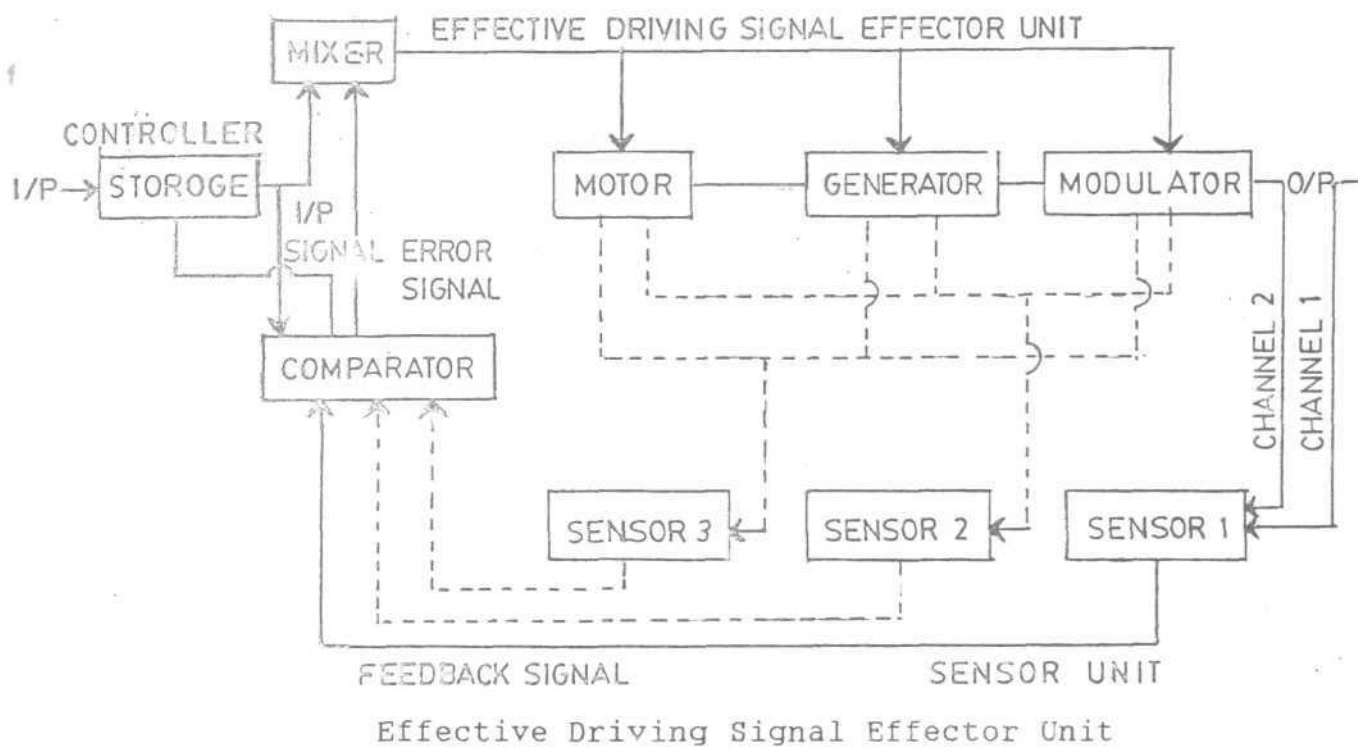 EFFECTIVE DRIVING SIGNAL EFFECTOR UNIT
MIXER
CONTROLLER
I/P
STOROGE
MOTOR
GENERATOR
MODULATOR
O/P
I/P
SIGNAL ERROR
SIGNAL
COMPARATOR
CHANNEL 2
CHANNEL 1
SENSOR 3
SENSOR 2
SENSOR 1
FEEDBACK SIGNAL
SENSOR UNIT
Effective Driving Signal Effector Unit